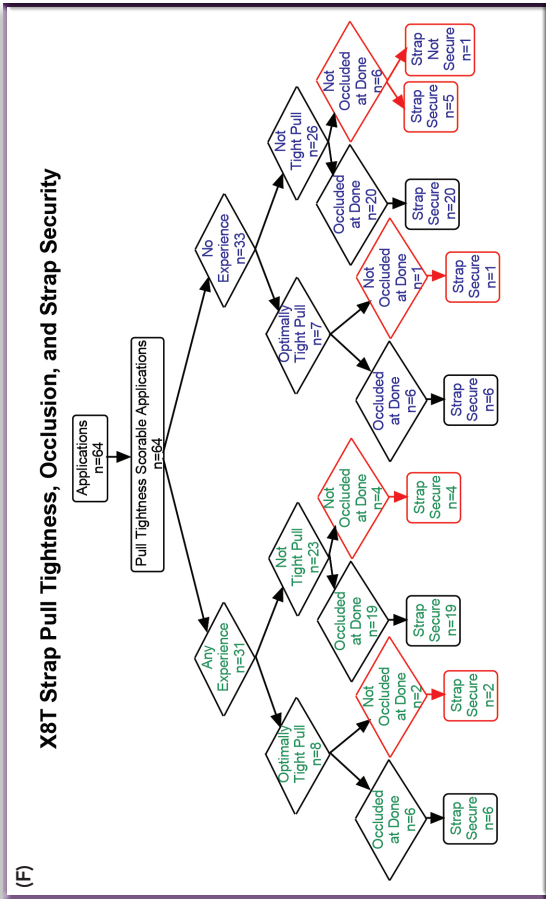 (F)
X8T Strap Pull Tightness, Occlusion, and Strap Security
Applications
n=64
Pull Tightness Scorable Applications
n=64
Any
Experience
n=31
No
Experience
n=33
Optimally
Tight Pull
n=8
Not
Tight Pull
n=23
Optimally
Tight Pull
n=7
Not
Tight Pull
n=26
Occluded
at Done
n=6
Not
Occluded
at Done
n=2
Occluded
at Done
n=19
Not
Occluded
at Done
n=4
Occluded
at Done
n=6
Not
Occluded
at Done
n=1
Occluded
at Done
n=20
Not
Occluded
at Done
n=6
Strap
Secure
n=6
Strap
Secure
n=2
Strap
Secure
n=19
Strap
Secure
n=4
Strap
Secure
n=6
Strap
Secure
n=1
Strap
Secure
n=20
Strap
Secure
n=5
Strap
Not
Secure
n=1